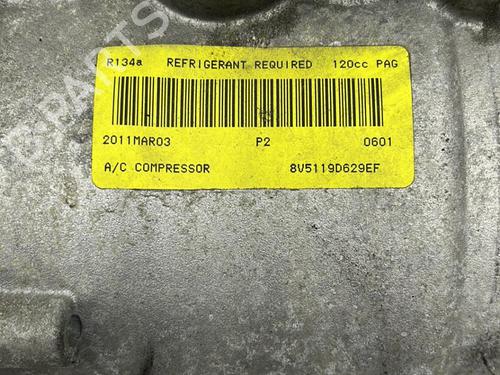 R134a REFRIGERANT REQUIRED 120cc PAG
2011MAR03 P2 0601
A/C COMPRESSOR 8V5119D629EF